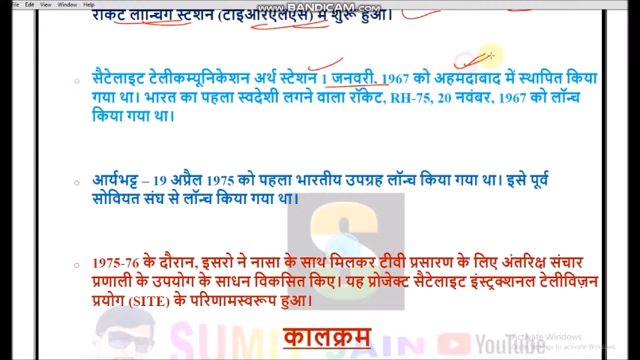 WWW.BANDICAM.COM
रॉकेट लॉन्चिंग स्टेशन (टीईआरएलएस) में शुरू हुआ।
सैटेलाइट टेलीकम्यूनिकेशन अर्थ स्टेशन 1 जनवरी, 1967 को अहमदाबाद में स्थापित किया
गया था। भारत का पहला स्वदेशी लगने वाला रॉकेट, RH-75, 20 नवंबर, 1967 को लॉन्च
किया गया था।
आर्यभट्ट – 19 अप्रैल 1975 को पहला भारतीय उपग्रह लॉन्च किया गया था। इसे पूर्व
सोवियत संघ से लॉन्च किया गया था।
1975-76 के दौरान, इसरो ने नासा के साथ मिलकर टीवी प्रसारण के लिए अंतरिक्ष संचार
प्रणाली के उपयोग के साधन विकसित किए। यह प्रोजेक्ट सैटेलाइट इंस्ट्रक्शनल टेलीविज़न
प्रयोग (SITE) के परिणामस्वरूप हुआ।
कालक्रम
SUMIT JAIN YouTube
Activate Windows